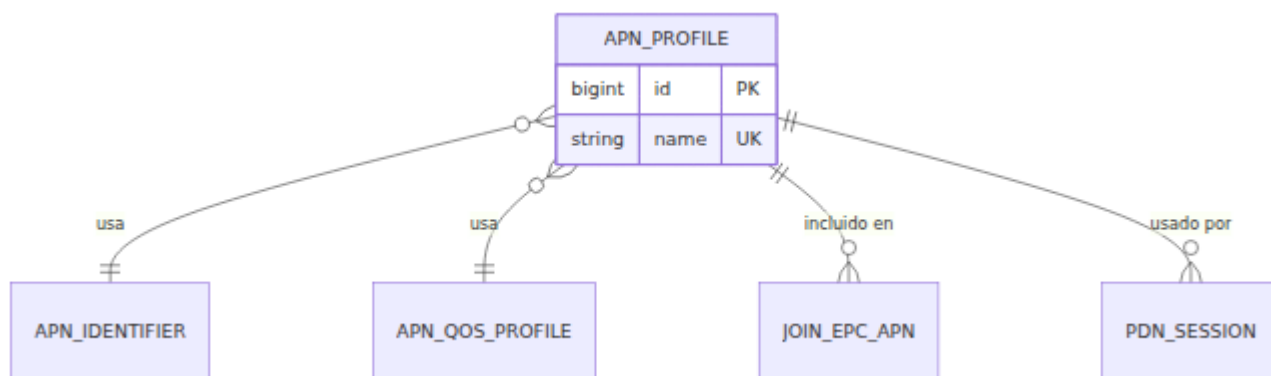 APN_PROFILE
bigint id PK
string name UK
usa usa incluido en usado por
APN_IDENTIFIER APN_QOS_PROFILE JOIN_EPC_APN PDN_SESSION